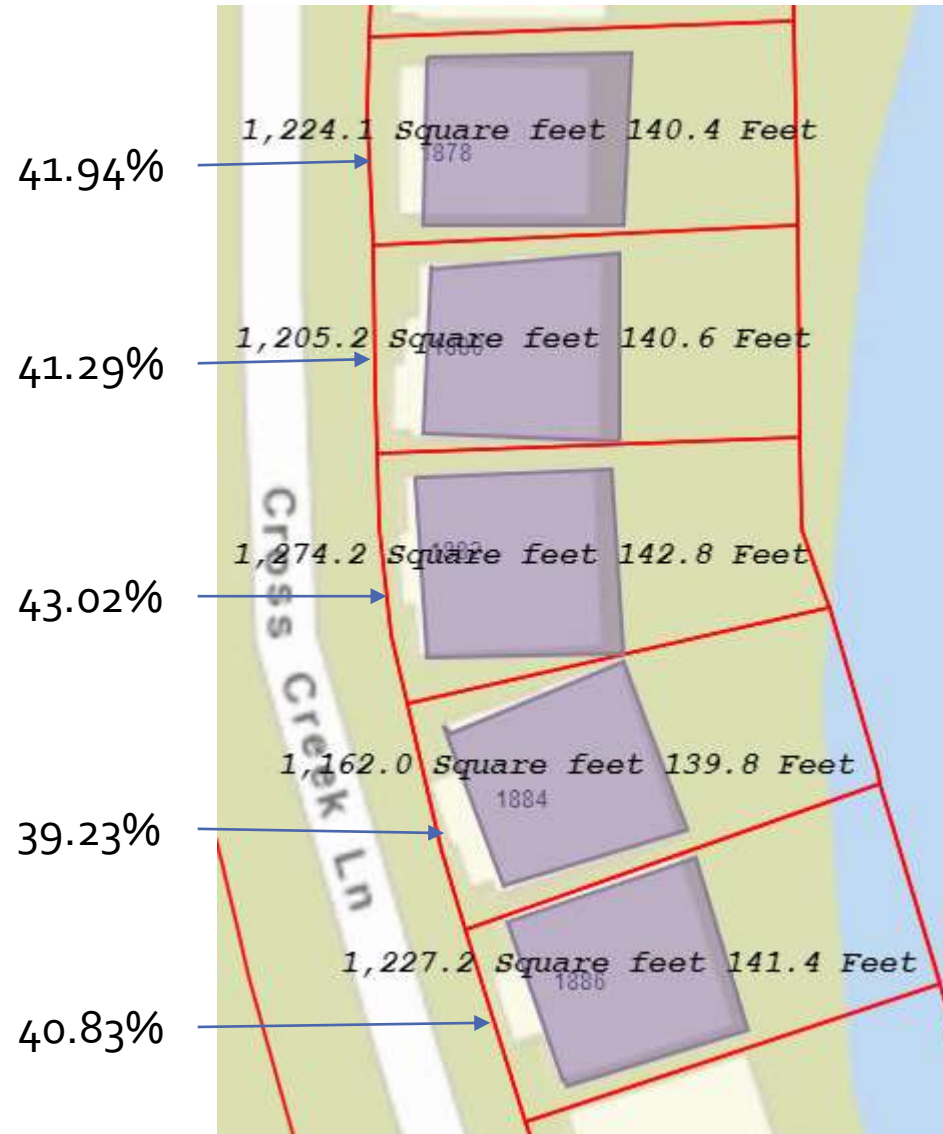 1,224.1 Square feet 140.4 Feet
1878
41.94%
1,205.2 Square feet 140.6 Feet
41.29%
1,274.2 Square feet 142.8 Feet
43.02%
Cross Creek Ln
1,162.0 Square feet 139.8 Feet
1884
39.23%
1,227.2 Square feet 141.4 Feet
1886
40.83%